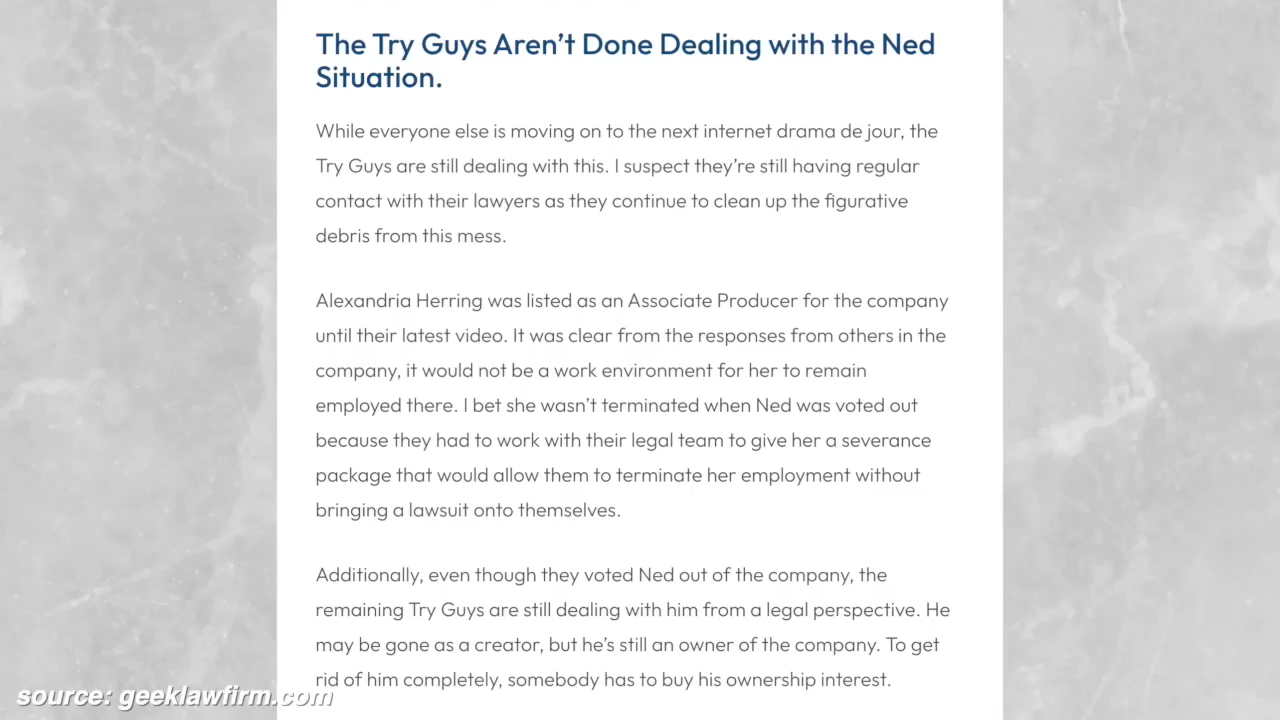 The Try Guys Aren’t Done Dealing with the Ned
Situation.
While everyone else is moving on to the next internet drama de jour, the
Try Guys are still dealing with this. I suspect they’re still having regular
contact with their lawyers as they continue to clean up the figurative
debris from this mess.
Alexandria Herring was listed as an Associate Producer for the company
until their latest video. It was clear from the responses from others in the
company, it would not be a work environment for her to remain
employed there. I bet she wasn’t terminated when Ned was voted out
because they had to work with their legal team to give her a severance
package that would allow them to terminate her employment without
bringing a lawsuit onto themselves.
Additionally, even though they voted Ned out of the company, the
remaining Try Guys are still dealing with him from a legal perspective. He
may be gone as a creator, but he’s still an owner of the company. To get
rid of him completely, somebody has to buy his ownership interest.
source: geeklawfirm.com